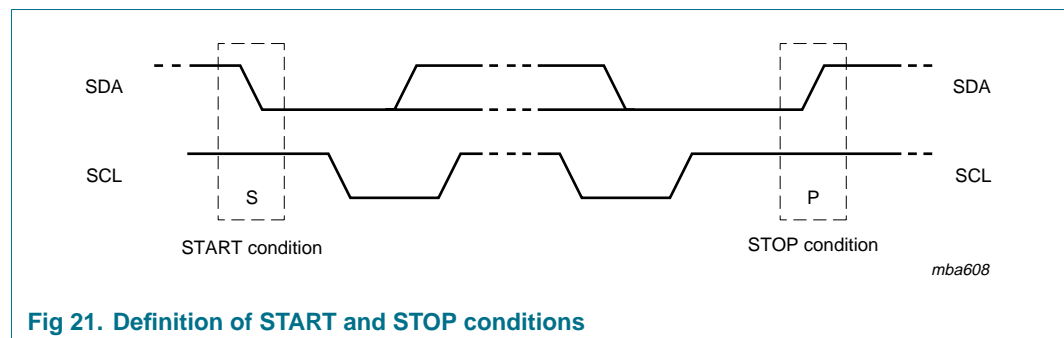 SDA SDA
SCL SCL
S P
START condition STOP condition
mba608
Fig 21. Definition of START and STOP conditions